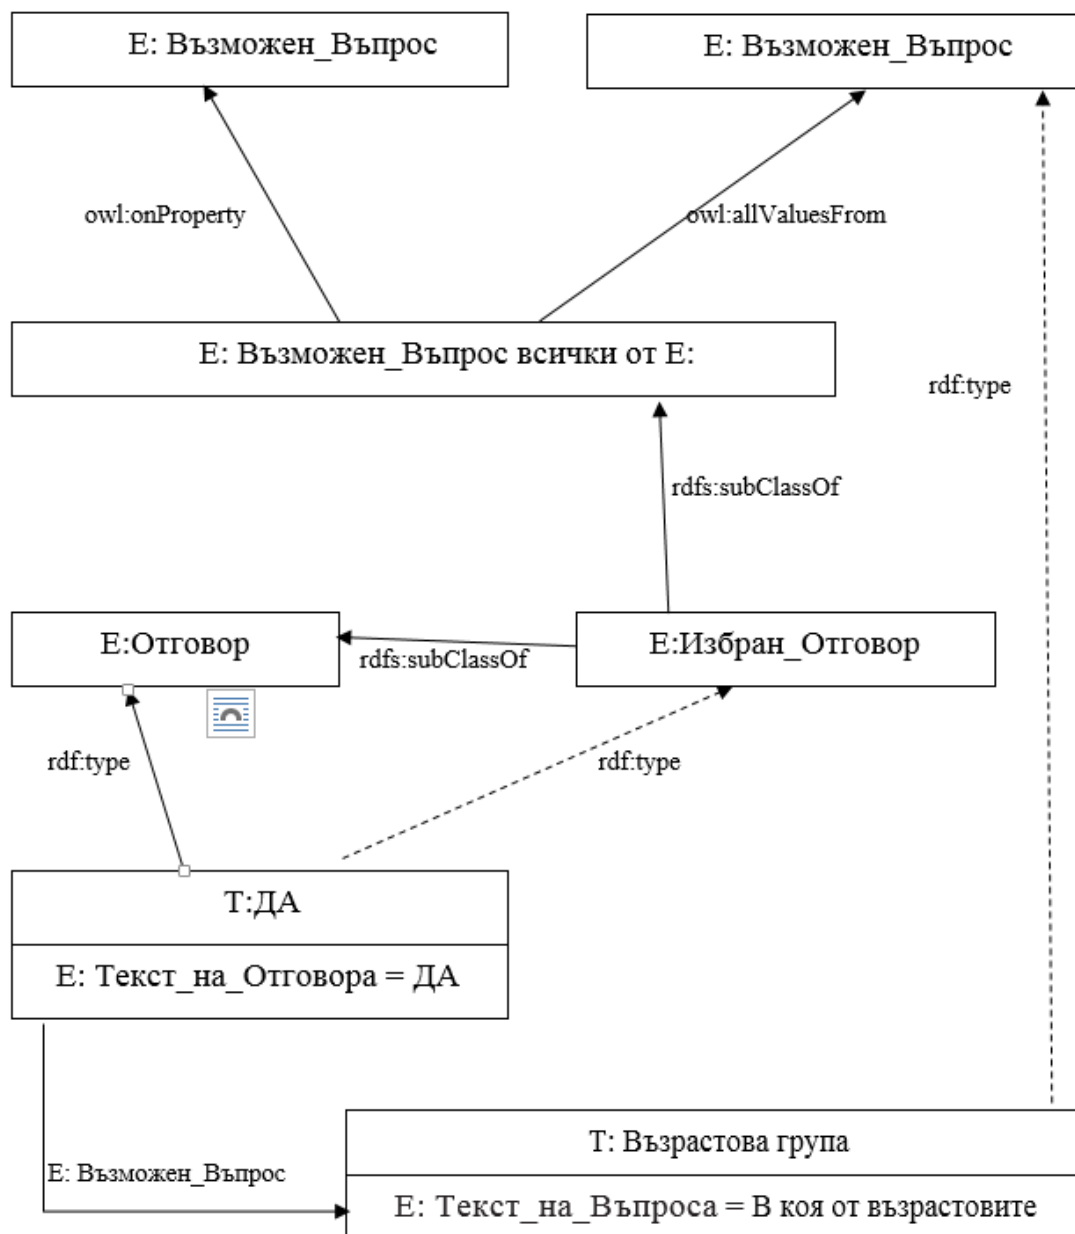 Е: Възможен_Въпрос
Е: Възможен_Въпрос
owl:onProperty
owl:allValuesFrom
Е: Възможен_Въпрос всички от Е:
rdf:type
rdfs:subClassOf
Е:Отговор
rdfs:subClassOf
Е:Избран_Отговор
rdf:type
rdf:type
Т:ДА
Е: Текст_на_Отговора = ДА
Т: Възрастова група
Е: Възможен_Въпрос
Е: Текст_на_Въпроса = В коя от възрастовите